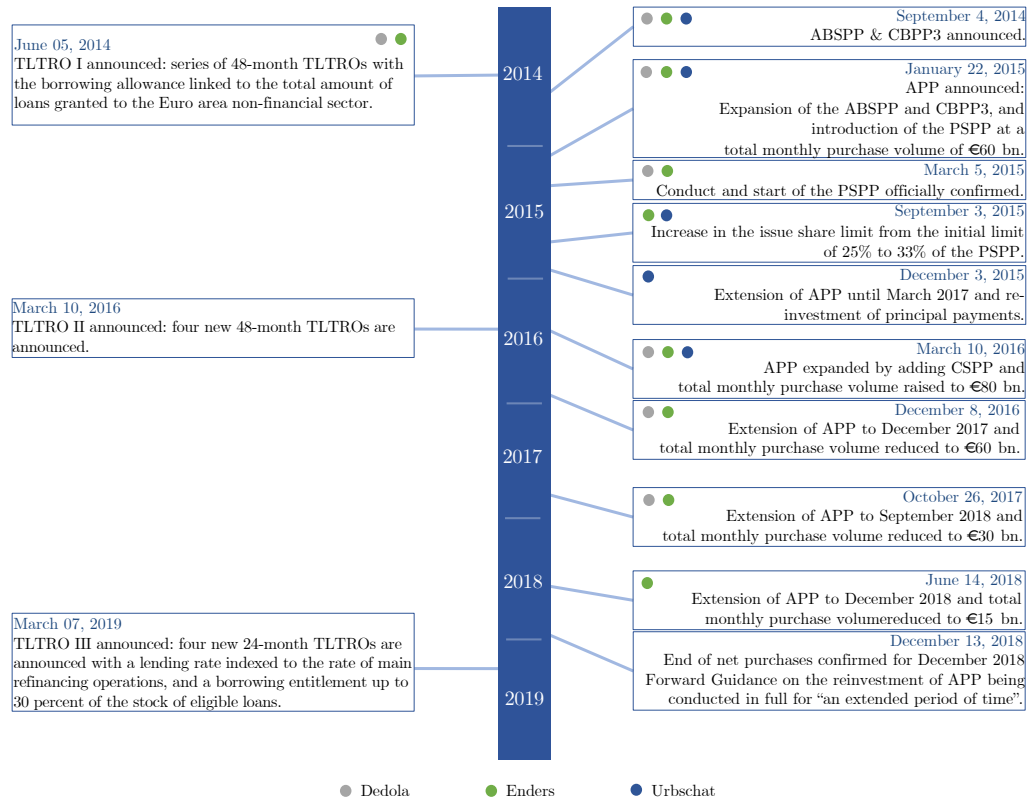 June 05, 2014
TLTRO I announced: series of 48-month TLTROs with
the borrowing allowance linked to the total amount of
loans granted to the Euro area non-financial sector.
March 10, 2016
TLTRO II announced: four new 48-month TLTROs are
announced.
March 07, 2019
TLTRO III announced: four new 24-month TLTROs are
announced with a lending rate indexed to the rate of main
refinancing operations, and a borrowing entitlement up to
30 percent of the stock of eligible loans.
2014
2015
2016
2017
2018
2019
September 4, 2014
ABSPP & CBPP3 announced.
January 22, 2015
APP announced:
Expansion of the ABSPP and CBPP3, and
introduction of the PSPP at a
total monthly purchase volume of €60 bn.
March 5, 2015
Conduct and start of the PSPP officially confirmed.
September 3, 2015
Increase in the issue share limit from the initial limit
of 25% to 33% of the PSPP.
December 3, 2015
Extension of APP until March 2017 and re-
investment of principal payments.
March 10, 2016
APP expanded by adding CSPP and
total monthly purchase volume raised to €80 bn.
December 8, 2016
Extension of APP to December 2017 and
total monthly purchase volume reduced to €60 bn.
October 26, 2017
Extension of APP to September 2018 and
total monthly purchase volume reduced to €30 bn.
June 14, 2018
Extension of APP to December 2018 and total
monthly purchase volumereduced to €15 bn.
December 13, 2018
End of net purchases confirmed for December 2018
Forward Guidance on the reinvestment of APP being
conducted in full for “an extended period of time”.
Dedola
Enders
Urbschat